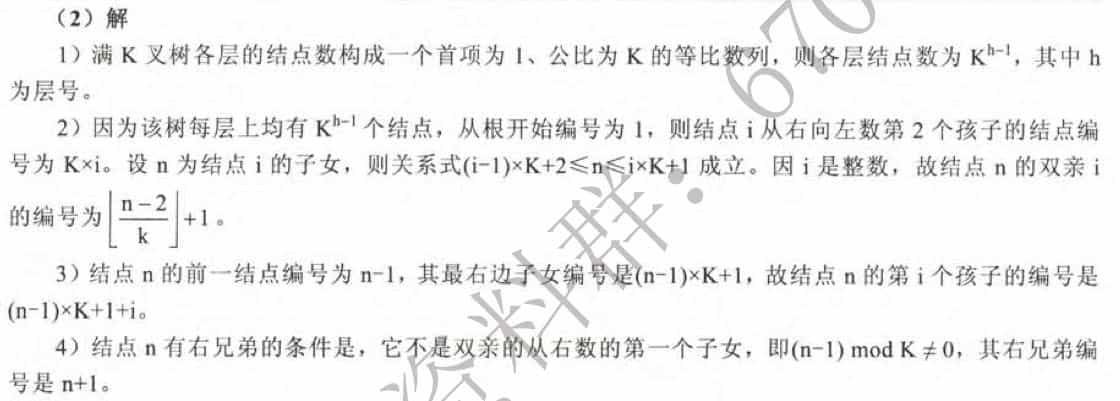 （2）解
1）满 K 叉树各层的结点数构成一个首项为 1、公比为 K 的等比数列，则各层结点数为 Kʰ⁻¹，其中 h
为层号。
2）因为该树每层上均有 Kʰ⁻¹个结点，从根开始编号为 1，则结点 i 从右向左数第 2 个孩子的结点编
号为 K×i。设 n 为结点 i 的子女，则关系式(i-1)×K+2≤n≤i×K+1 成立。因 i 是整数，故结点 n 的双亲 i
的编号为⌊(n-2)/k⌋+1。
3）结点 n 的前一结点编号为 n-1，其最右边子女编号是(n-1)×K+1，故结点 n 的第 i 个孩子的编号是
(n-1)×K+1+i。
4）结点 n 有右兄弟的条件是，它不是双亲的从右数的第一个子女，即(n-1) mod K ≠ 0，其右兄弟编
号是 n+1。
资料群：670